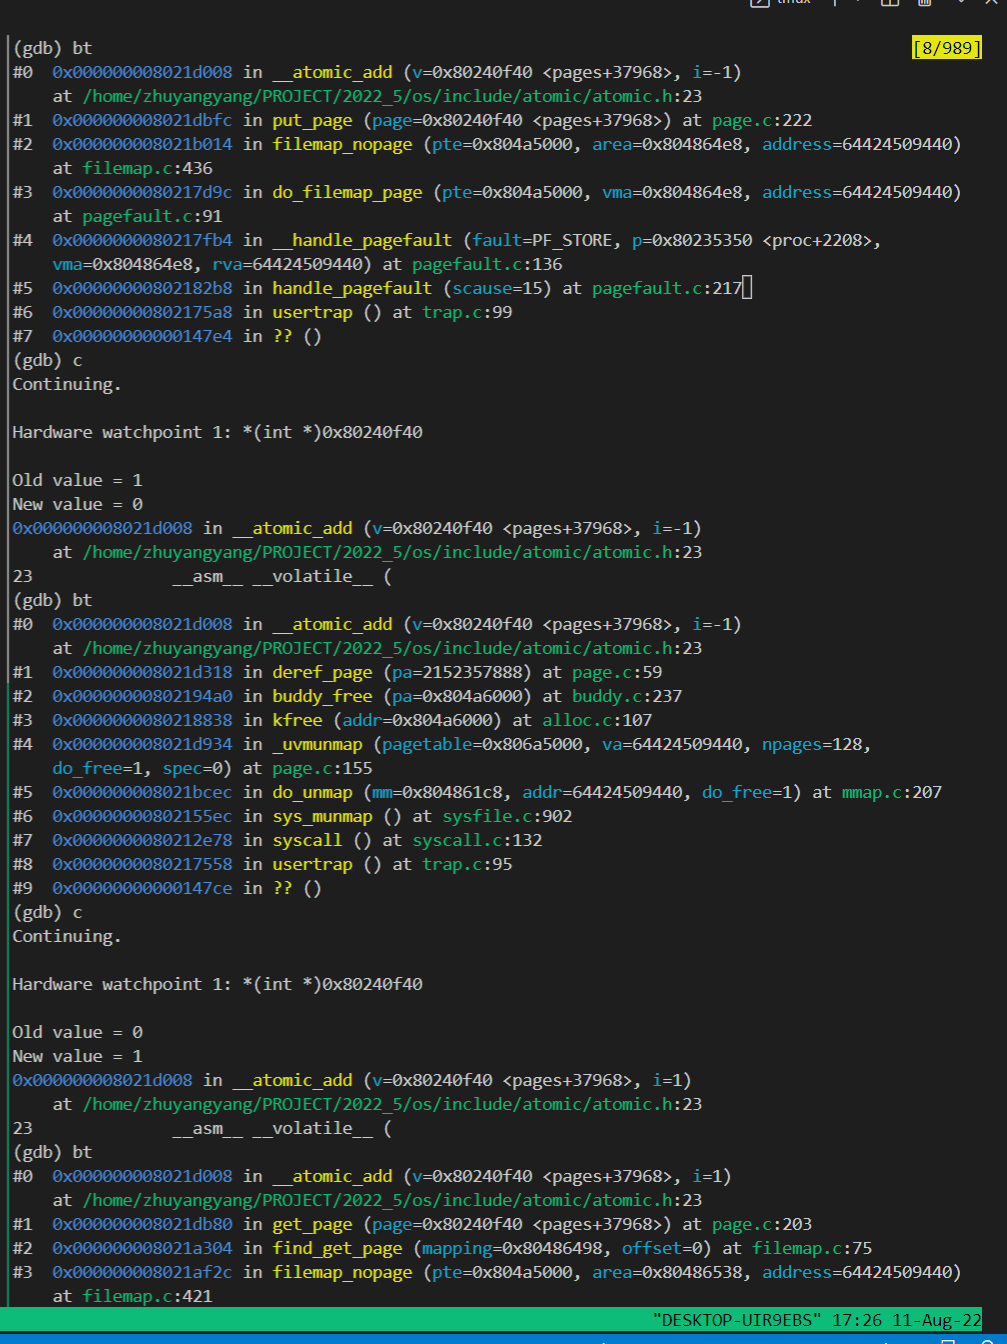 tmux
(gdb) bt [8/989]
#0 0x000000008021d008 in __atomic_add (v=0x80240f40 <pages+37968>, i=-1)
at /home/zhuyangyang/PROJECT/2022_5/os/include/atomic/atomic.h:23
#1 0x000000008021dbfc in put_page (page=0x80240f40 <pages+37968>) at page.c:222
#2 0x000000008021b014 in filemap_nopage (pte=0x804a5000, area=0x804864e8, address=64424509440)
at filemap.c:436
#3 0x0000000080217d9c in do_filemap_page (pte=0x804a5000, vma=0x804864e8, address=64424509440)
at pagefault.c:91
#4 0x0000000080217fb4 in __handle_pagefault (fault=PF_STORE, p=0x80235350 <proc+2208>,
vma=0x804864e8, rva=64424509440) at pagefault.c:136
#5 0x00000000802182b8 in handle_pagefault (scause=15) at pagefault.c:217
#6 0x00000000802175a8 in usertrap () at trap.c:99
#7 0x00000000000147e4 in ?? ()
(gdb) c
Continuing.
Hardware watchpoint 1: *(int *)0x80240f40
Old value = 1
New value = 0
0x000000008021d008 in __atomic_add (v=0x80240f40 <pages+37968>, i=-1)
at /home/zhuyangyang/PROJECT/2022_5/os/include/atomic/atomic.h:23
23 __asm__ __volatile__ (
(gdb) bt
#0 0x000000008021d008 in __atomic_add (v=0x80240f40 <pages+37968>, i=-1)
at /home/zhuyangyang/PROJECT/2022_5/os/include/atomic/atomic.h:23
#1 0x000000008021d318 in deref_page (pa=2152357888) at page.c:59
#2 0x00000000802194a0 in buddy_free (pa=0x804a6000) at buddy.c:237
#3 0x0000000080218838 in kfree (addr=0x804a6000) at alloc.c:107
#4 0x000000008021d934 in _uvmunmap (pagetable=0x806a5000, va=64424509440, npages=128,
do_free=1, spec=0) at page.c:155
#5 0x000000008021bcec in do_unmap (mm=0x804861c8, addr=64424509440, do_free=1) at mmap.c:207
#6 0x00000000802155ec in sys_munmap () at sysfile.c:902
#7 0x0000000080212e78 in syscall () at syscall.c:132
#8 0x0000000080217558 in usertrap () at trap.c:95
#9 0x00000000000147ce in ?? ()
(gdb) c
Continuing.
Hardware watchpoint 1: *(int *)0x80240f40
Old value = 0
New value = 1
0x000000008021d008 in __atomic_add (v=0x80240f40 <pages+37968>, i=1)
at /home/zhuyangyang/PROJECT/2022_5/os/include/atomic/atomic.h:23
23 __asm__ __volatile__ (
(gdb) bt
#0 0x000000008021d008 in __atomic_add (v=0x80240f40 <pages+37968>, i=1)
at /home/zhuyangyang/PROJECT/2022_5/os/include/atomic/atomic.h:23
#1 0x000000008021db80 in get_page (page=0x80240f40 <pages+37968>) at page.c:203
#2 0x000000008021a304 in find_get_page (mapping=0x80486498, offset=0) at filemap.c:75
#3 0x000000008021af2c in filemap_nopage (pte=0x804a5000, area=0x80486538, address=64424509440)
at filemap.c:421
"DESKTOP-UIR9EBS" 17:26 11-Aug-22